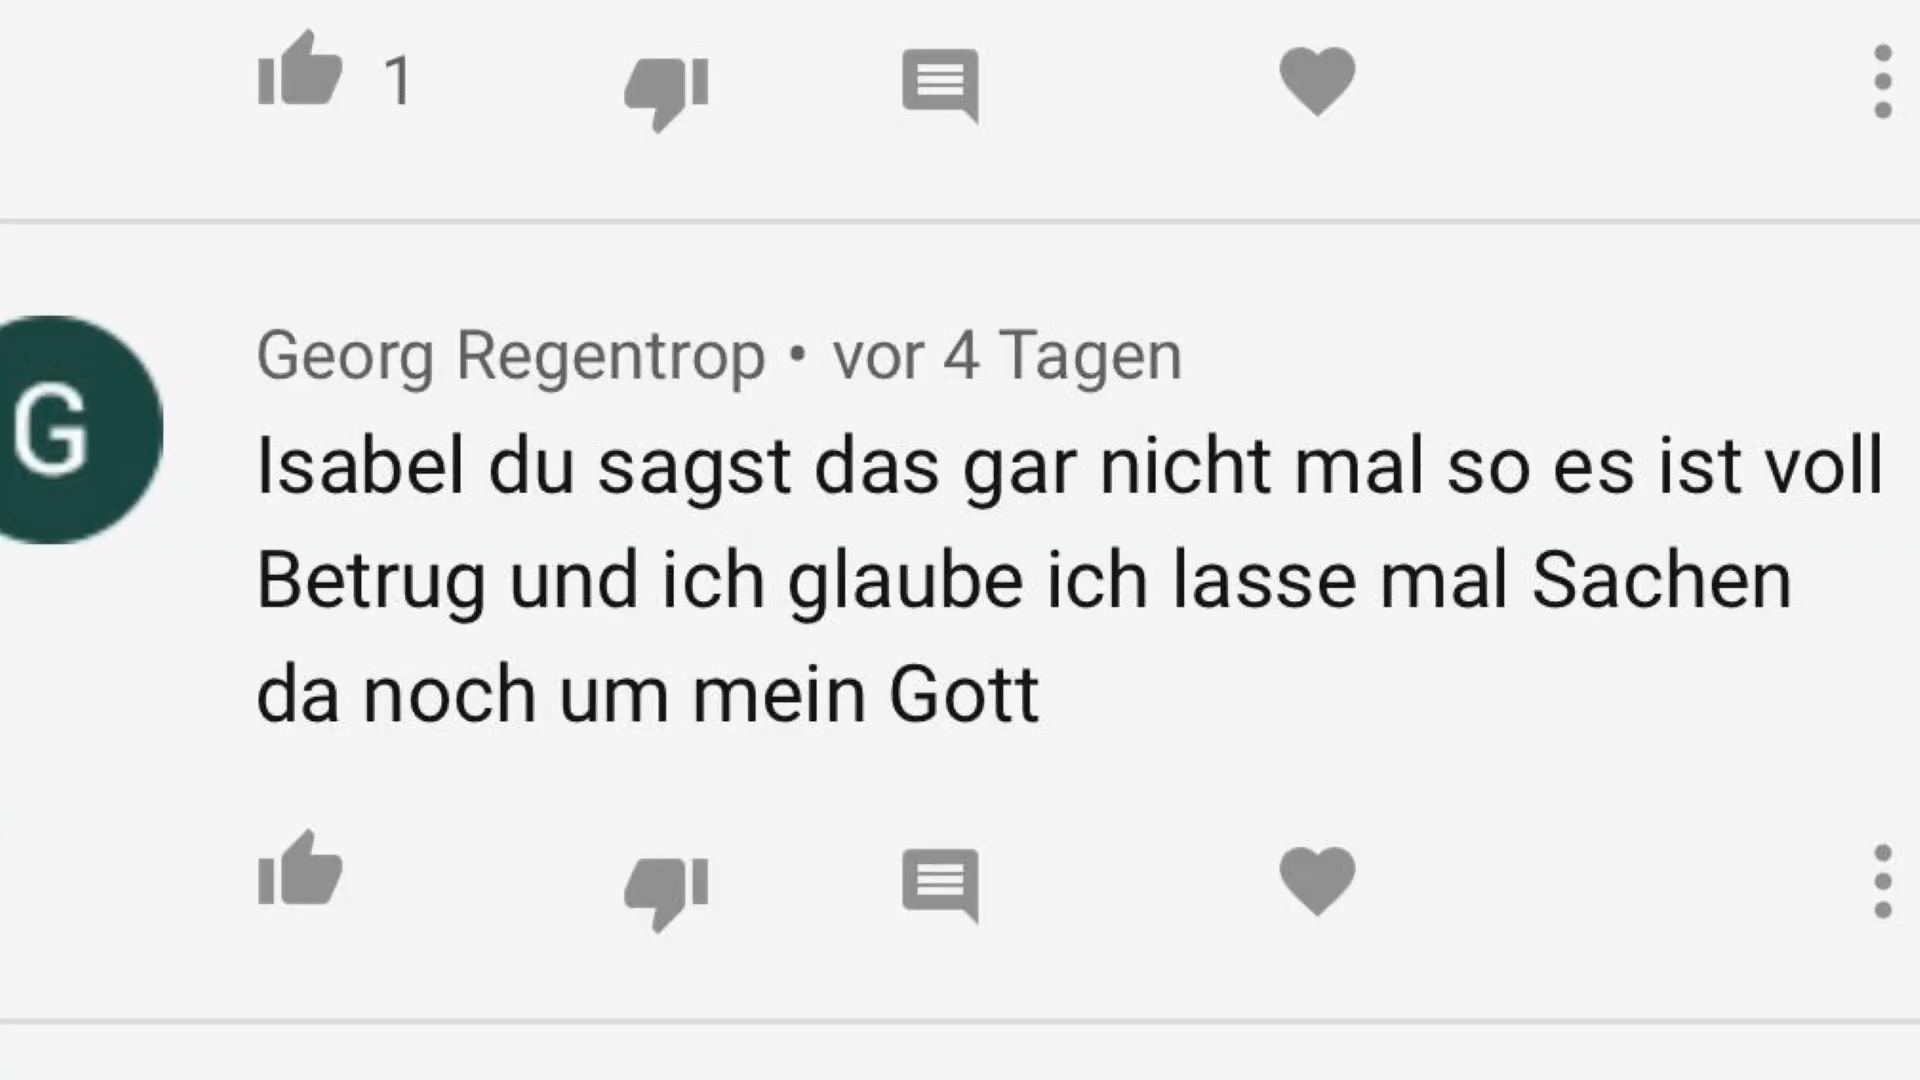 1
G
Georg Regentrop • vor 4 Tagen
Isabel du sagst das gar nicht mal so es ist voll
Betrug und ich glaube ich lasse mal Sachen
da noch um mein Gott